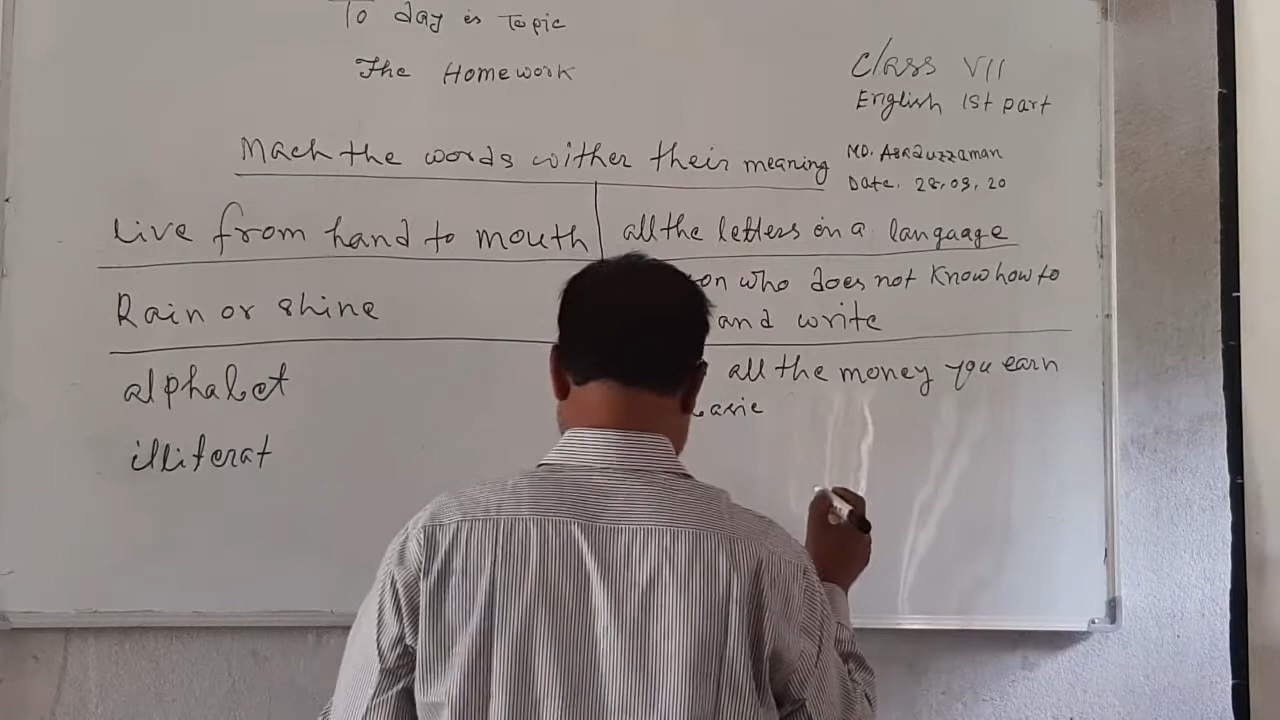 To day is Topic
The Homework
Class VII
English 1st part
Mach the words wither their meaning
MD. Asaduzzaman
Date. 28.09.20
Live from hand to mouth
all the letters in a language
Rain or shine
on who does not know how to
and write
alphabet
all the money you earn
illiterat